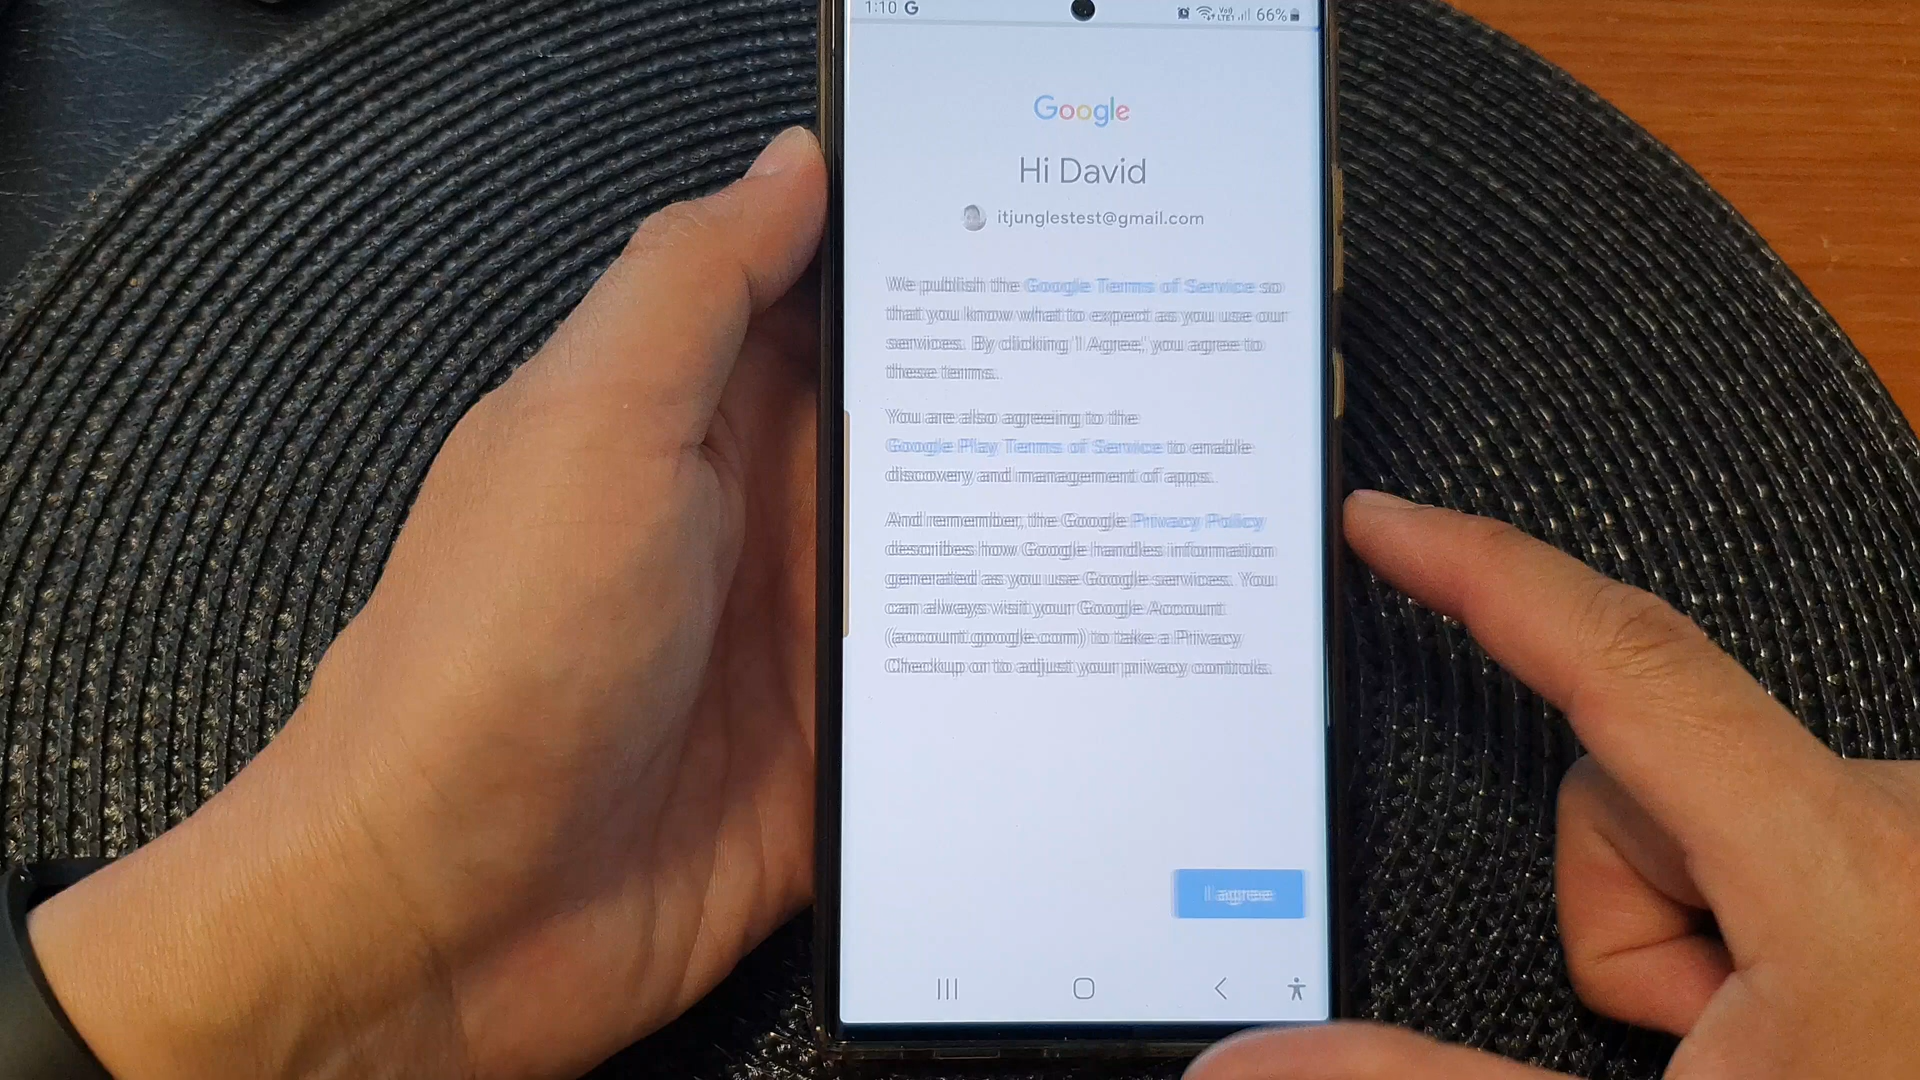 1:10 G
VoI) LTE1 66%
Google
Hi David
itjunglestest@gmail.com
We publish the Google Terms of Service so
that you know what to expect as you use our
services. By clicking 'I Agree,' you agree to
these terms.
You are also agreeing to the
Google Play Terms of Service to enable
discovery and management of apps.
And remember, the Google Privacy Policy
describes how Google handles information
generated as you use Google services. You
can always visit your Google Account
(account.google.com) to take a Privacy
Checkup or to adjust your privacy controls.
I agree